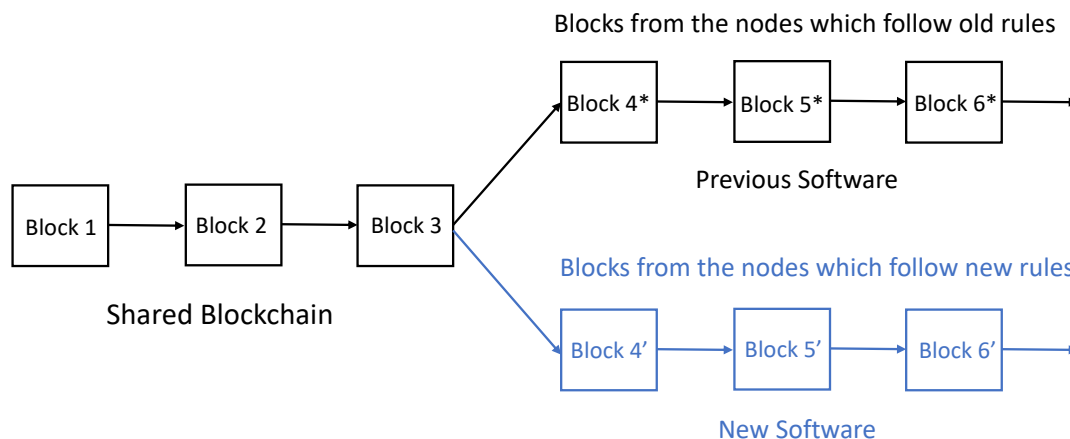 Blocks from the nodes which follow old rules
Block 4*
Block 5*
Block 6*
Previous Software
Block 1
Block 2
Block 3
Shared Blockchain
Blocks from the nodes which follow new rules
Block 4’
Block 5’
Block 6’
New Software